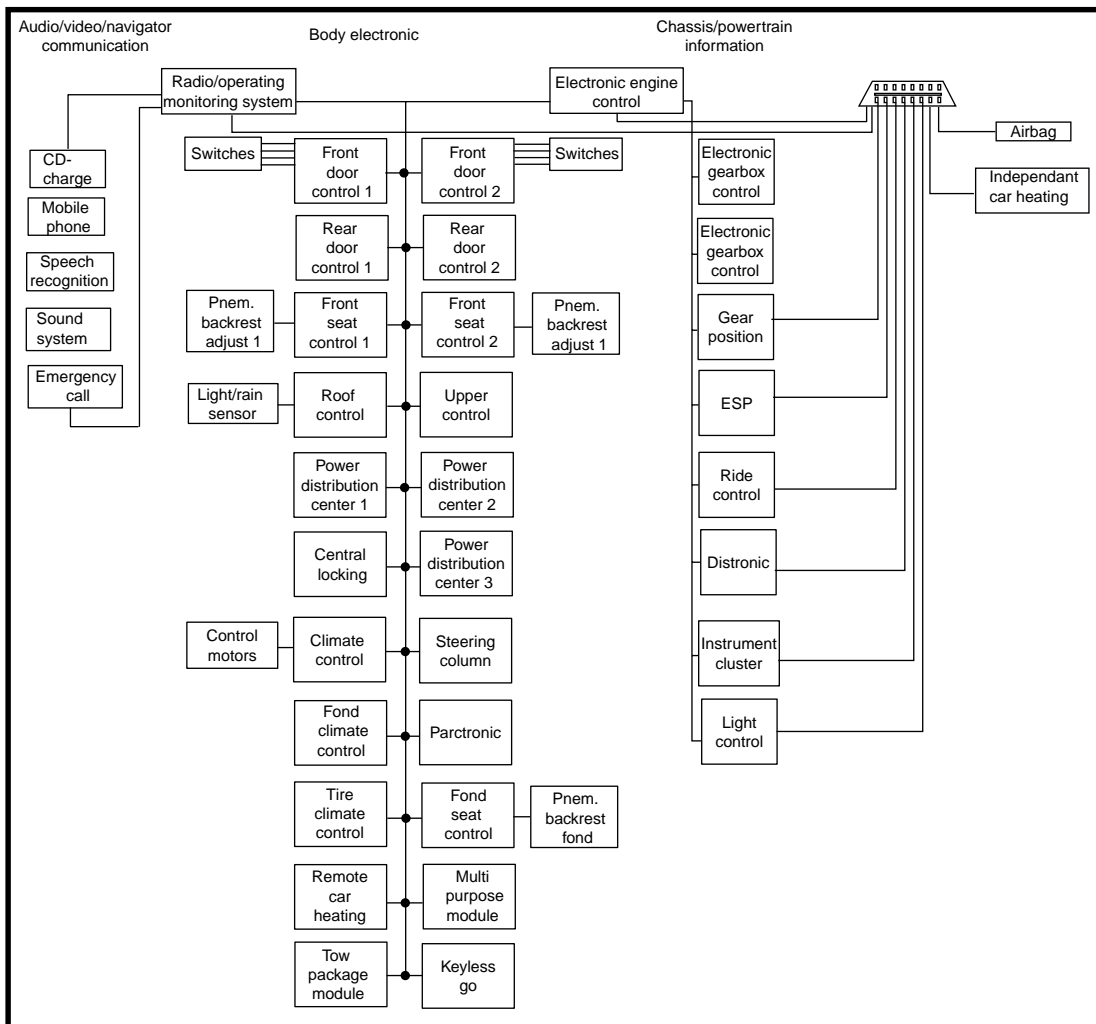 Audio/video/navigator
communication
Body electronic
Chassis/powertrain
information
Radio/operating
monitoring system
Electronic engine
control
Airbag
Independant
car heating
CD-
charge
Mobile
phone
Speech
recognition
Sound
system
Emergency
call
Switches
Front
door
control 1
Front
door
control 2
Switches
Rear
door
control 1
Rear
door
control 2
Pnem.
backrest
adjust 1
Front
seat
control 1
Front
seat
control 2
Pnem.
backrest
adjust 1
Light/rain
sensor
Roof
control
Upper
control
Power
distribution
center 1
Power
distribution
center 2
Central
locking
Power
distribution
center 3
Control
motors
Climate
control
Steering
column
Fond
climate
control
Parctronic
Tire
climate
control
Fond
seat
control
Pnem.
backrest
fond
Remote
car
heating
Multi
purpose
module
Tow
package
module
Keyless
go
Electronic
gearbox
control
Electronic
gearbox
control
Gear
position
ESP
Ride
control
Distronic
Instrument
cluster
Light
control